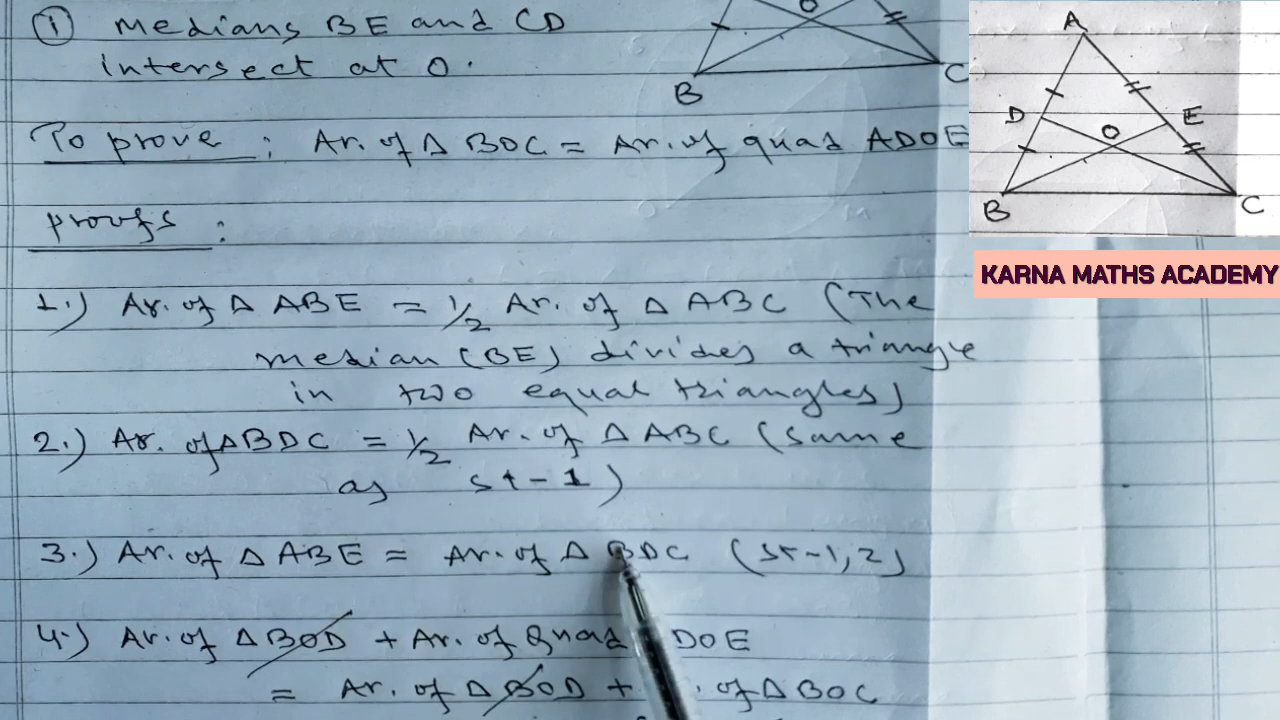 ① Medians BE and CD
intersect at O.
To prove : Ar. of Δ BOC = Ar. of quad ADOE
Proofs :
1.) Ar. of Δ ABE = 1/2 Ar. of Δ ABC (The
median (BE) divides a triangle
in two equal triangles)
2.) Ar. of Δ BDC = 1/2 Ar. of Δ ABC (same
as st-1)
3.) Ar. of Δ ABE = Ar. of Δ BDC (st-1,2)
4.) Ar. of Δ BOD + Ar. of Quad DOE
= Ar. of Δ BOD + . of Δ BOC
O
B
C
A
D
E
O
B
C
KARNA MATHS ACADEMY